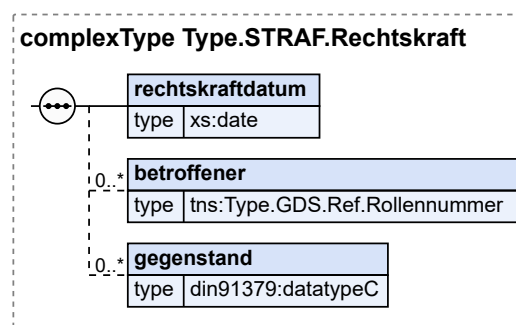 complexType Type.STRAF.Rechtskraft
rechtskraftdatum
type xs:date
0..* betroffener
type tns:Type.GDS.Ref.Rollennummer
0..* gegenstand
type din91379:datatypeC